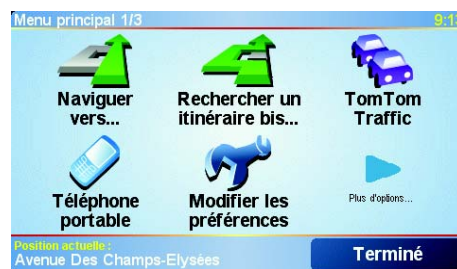 Menu principal 1/3
9:13
Naviguer
vers...
Rechercher un
itinéraire bis...
TomTom
Traffic
Téléphone
portable
Modifier les
préférences
Plus d'options...
Position actuelle :
Avenue Des Champs-Elysées
Terminé